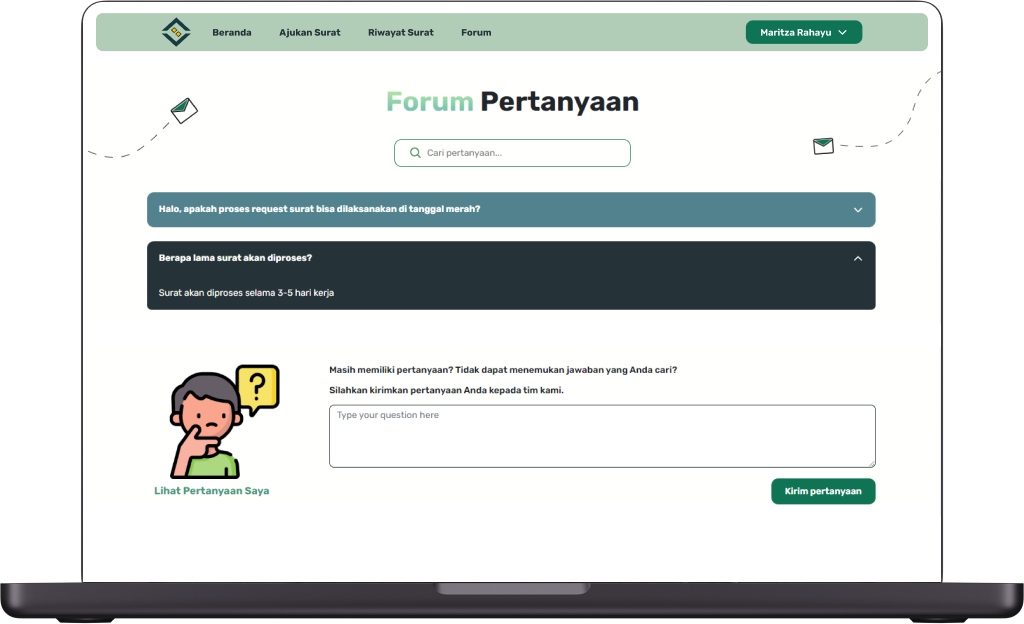 Beranda Ajukan Surat Riwayat Surat Forum Maritza Rahayu
Forum Pertanyaan
Cari pertanyaan...
Halo, apakah proses request surat bisa dilaksanakan di tanggal merah?
Berapa lama surat akan diproses?
Surat akan diproses selama 3-5 hari kerja
?
Masih memiliki pertanyaan? Tidak dapat menemukan jawaban yang Anda cari?
Silahkan kirimkan pertanyaan Anda kepada tim kami.
Type your question here
Lihat Pertanyaan Saya
Kirim pertanyaan